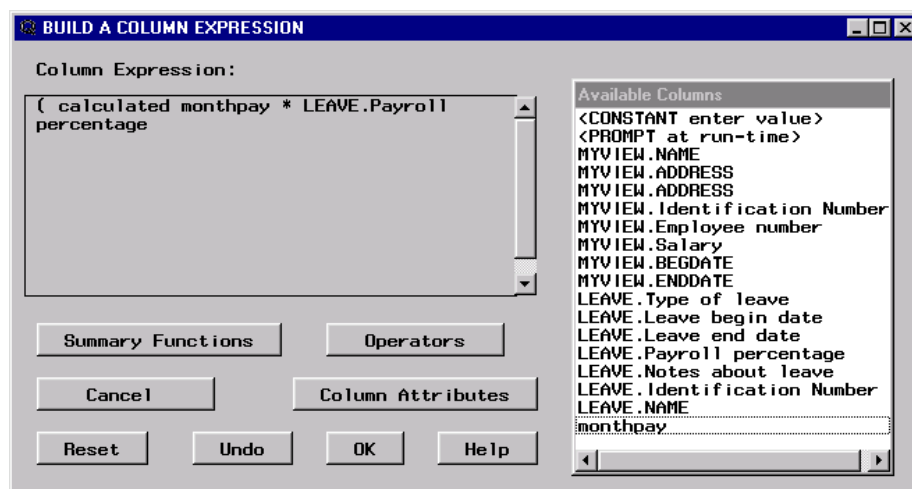 BUILD A COLUMN EXPRESSION
Column Expression:
( calculated monthpay * LEAVE.Payroll
percentage
Available Columns
<CONSTANT enter value>
<PROMPT at run-time>
MYVIEW.NAME
MYVIEW.ADDRESS
MYVIEW.ADDRESS
MYVIEW.Identification Number
MYVIEW.Employee number
MYVIEW.Salary
MYVIEW.BEGDATE
MYVIEW.ENDDATE
LEAVE.Type of leave
LEAVE.Leave begin date
LEAVE.Leave end date
LEAVE.Payroll percentage
LEAVE.Notes about leave
LEAVE.Identification Number
LEAVE.NAME
monthpay
Summary Functions
Operators
Cancel
Column Attributes
Reset
Undo
OK
Help